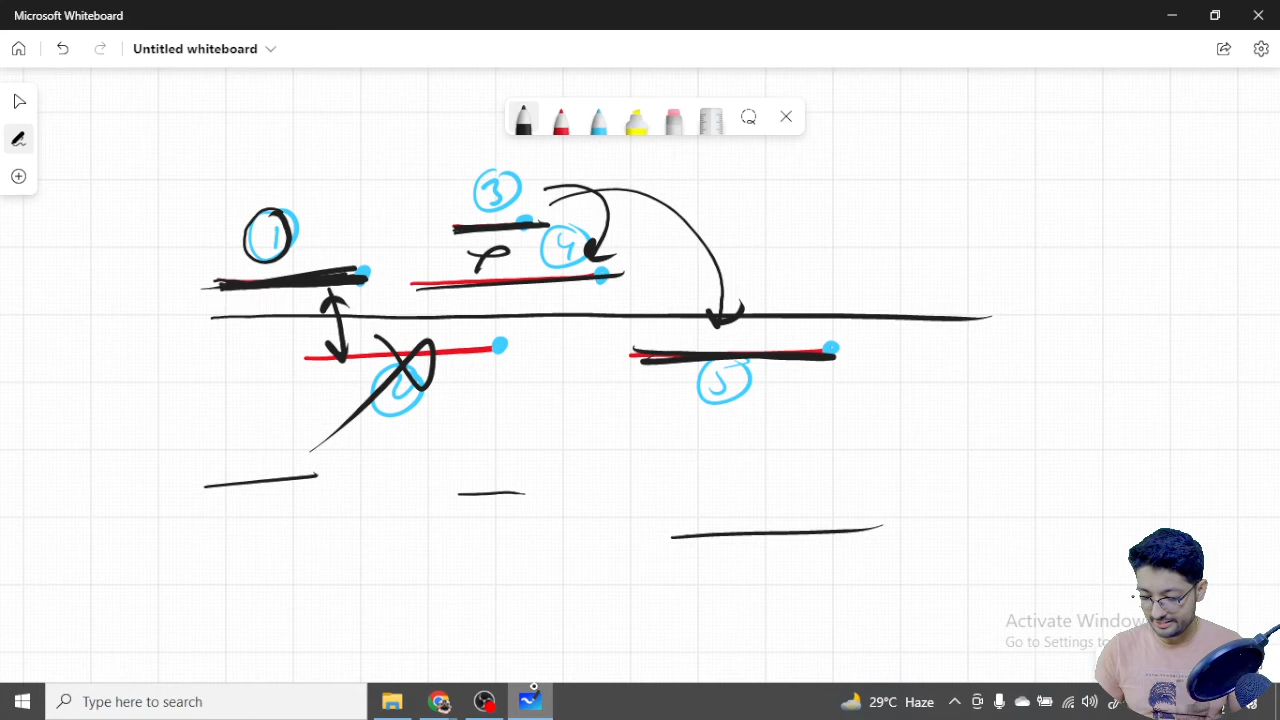 Microsoft Whiteboard
Untitled whiteboard
3
1
4
2
5
Activate Window
Go to Settings to
Type here to search
29°C Haze